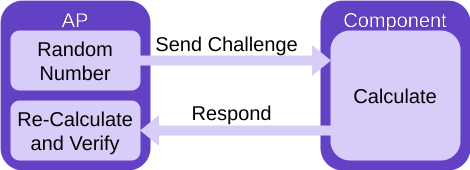 AP
Random
Number
Send Challenge
Component
Calculate
Respond
Re-Calculate
and Verify